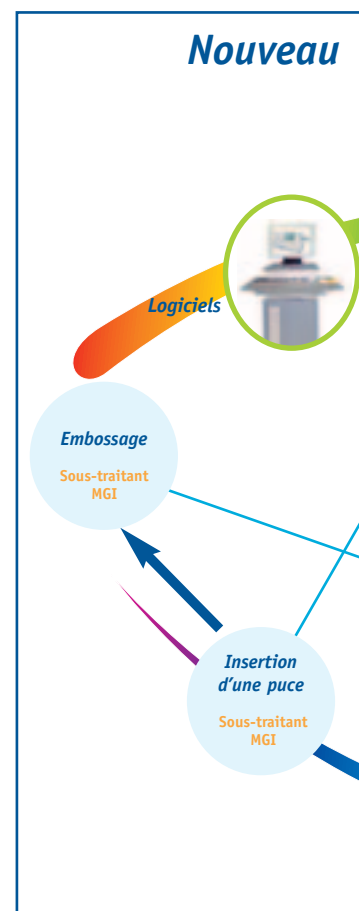 Nouveau
Logiciels
Embossage
Sous-traitant
MGI
Insertion
d'une puce
Sous-traitant
MGI